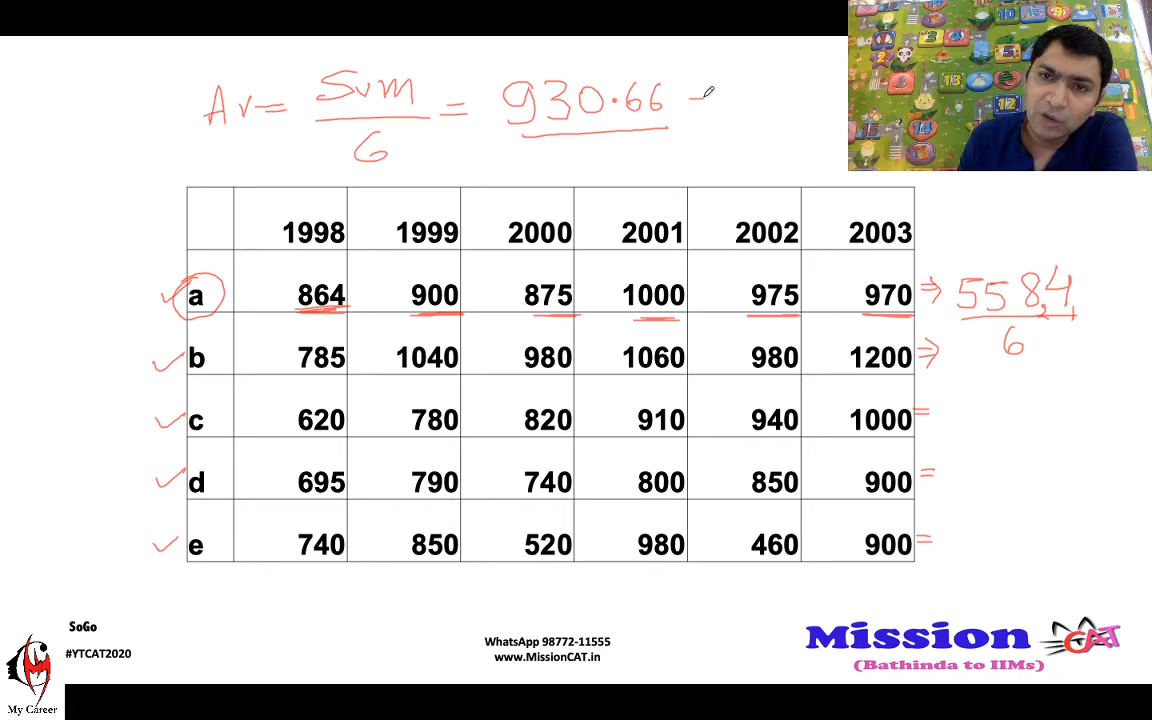 Av = Sum / 6 = 930.66 -
1998 1999 2000 2001 2002 2003
a 864 900 875 1000 975 970 ⇒ 5584 / 6
b 785 1040 980 1060 980 1200 ⇒
c 620 780 820 910 940 1000 =
d 695 790 740 800 850 900 =
e 740 850 520 980 460 900 =
SoGo
#YTCAT2020
My Career
WhatsApp 98772-11555
www.MissionCAT.in
Mission CAT
(Bathinda to IIMs)